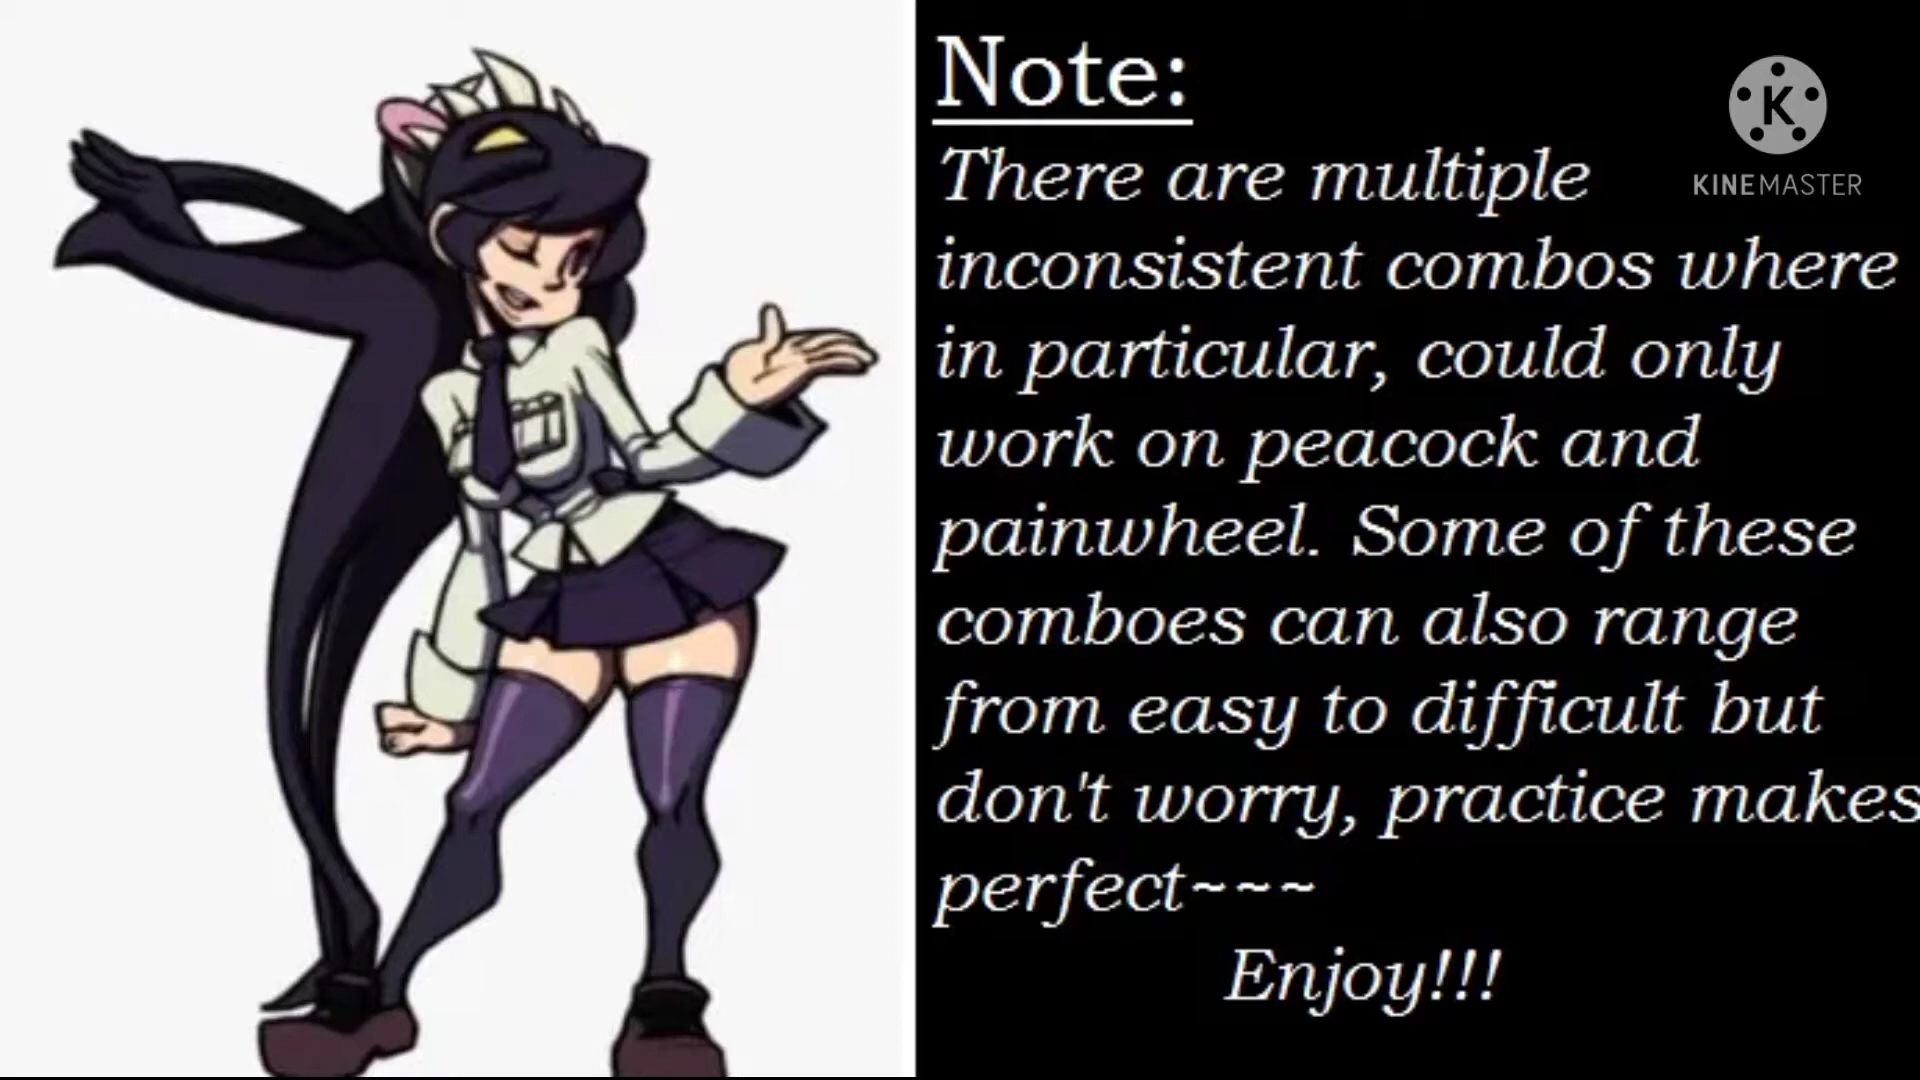 Note:
There are multiple
inconsistent combos where
in particular, could only
work on peacock and
painwheel. Some of these
comboes can also range
from easy to difficult but
don't worry, practice makes
perfect~~~
Enjoy!!!
K
KINEMASTER